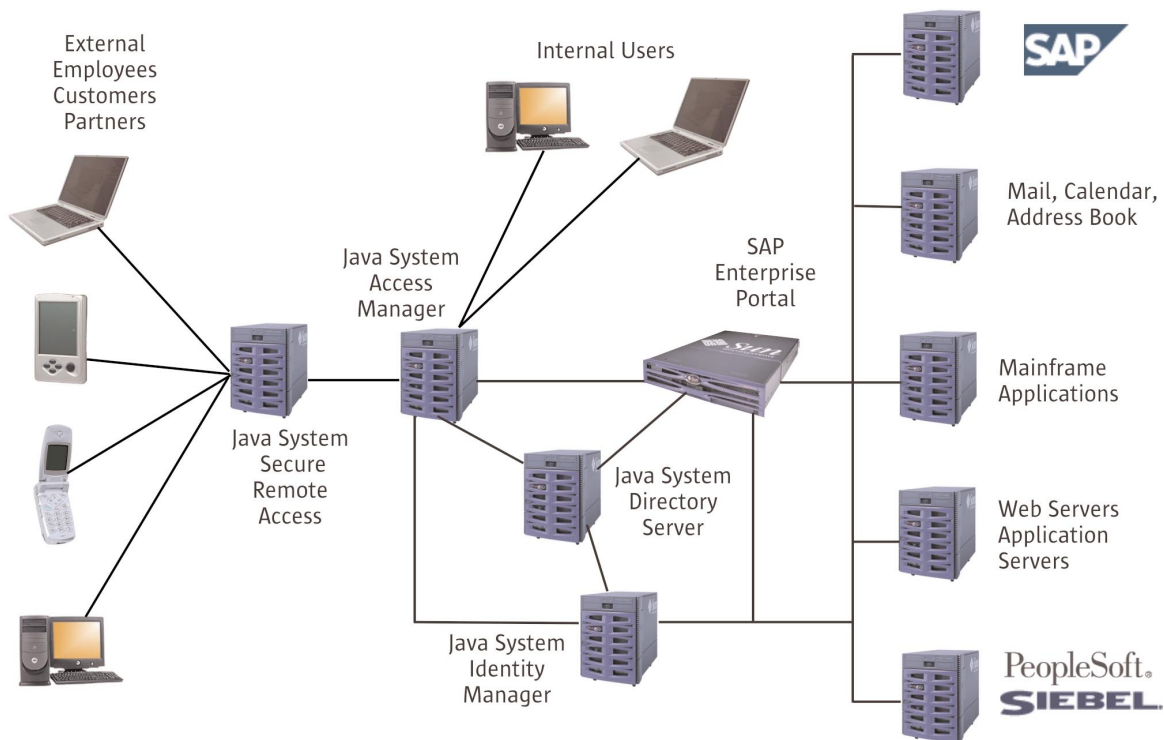 External
Employees
Customers
Partners
Internal Users
SAP
Mail, Calendar,
Address Book
Java System
Access
Manager
SAP
Enterprise
Portal
Sun
Mainframe
Applications
Java System
Secure
Remote
Access
Java System
Directory
Server
Web Servers
Application
Servers
Java System
Identity
Manager
PeopleSoft®
SIEBEL.